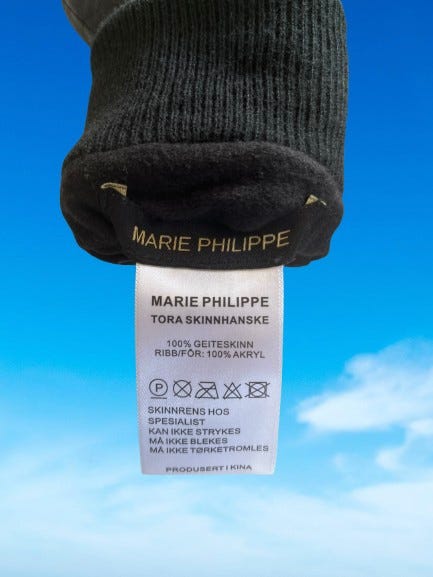 MARIE PHILIPPE
MARIE PHILIPPE
TORA SKINNHANSKE
100% GEITESKINN
RIBB/FÔR: 100% AKRYL
P
SKINNRENS HOS
SPESIALIST
KAN IKKE STRYKES
MÅ IKKE BLEKES
MÅ IKKE TØRKETROMLES
PRODUSERT I KINA